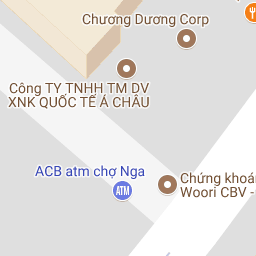 Chương Dương Corp
Công TY TNHH TM DV
XNK QUỐC TẾ Á CHÂU
ACB atm chợ Nga
ATM
Chứng khoán
Woori CBV -